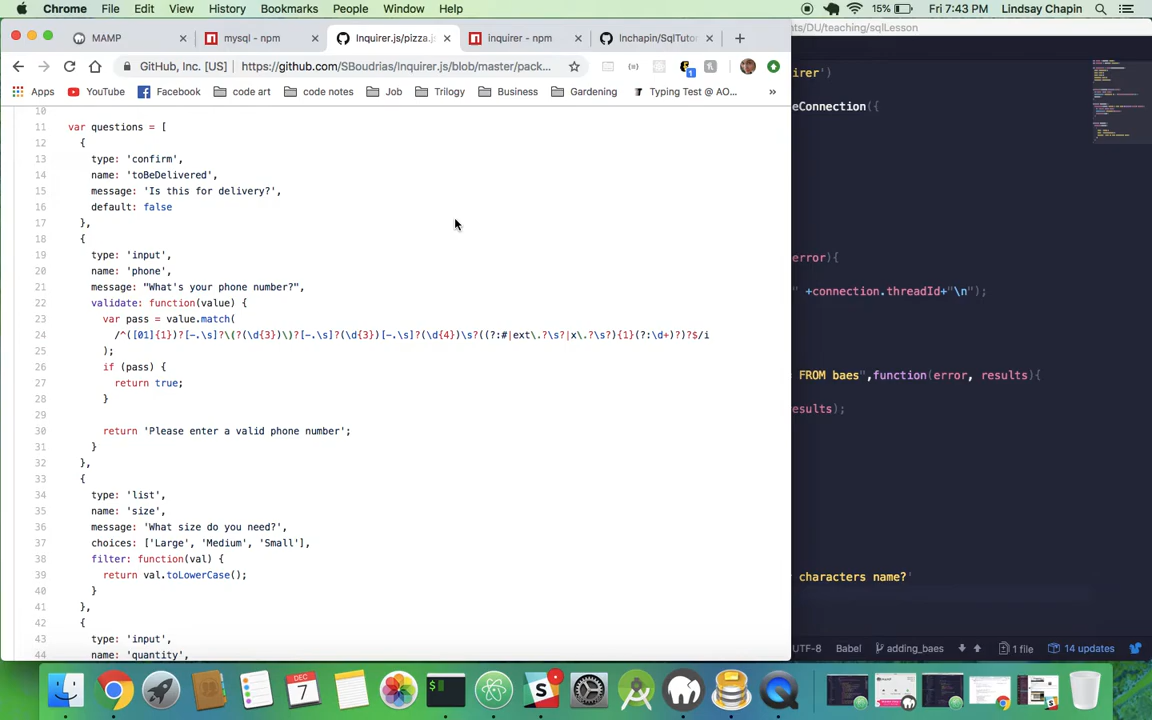 Chrome File Edit View History Bookmarks People Window Help 15% Fri 7:43 PM Lindsay Chapin
MAMP mysql - npm Inquirer.js/pizza.j inquirer - npm lnchapin/SqlTutor
nts/DU/teaching/sqlLesson
GitHub, Inc. [US] https://github.com/SBoudrias/Inquirer.js/blob/master/pack...
Apps YouTube Facebook code art code notes Job Trilogy Business Gardening Typing Test @ AO... »
10
11 var questions = [
12 {
13 type: 'confirm',
14 name: 'toBeDelivered',
15 message: 'Is this for delivery?',
16 default: false
17 },
18 {
19 type: 'input',
20 name: 'phone',
21 message: "What's your phone number?",
22 validate: function(value) {
23 var pass = value.match(
24 /^([01]{1})?[-.\s]?\(?(\d{3})\)?[-.\s]?(\d{3})[-.\s]?(\d{4})\s?((?:#|ext\.?\s?|x\.?\s?){1}(?:\d+)?)?$/i
25 );
26 if (pass) {
27 return true;
28 }
29
30 return 'Please enter a valid phone number';
31 }
32 },
33 {
34 type: 'list',
35 name: 'size',
36 message: 'What size do you need?',
37 choices: ['Large', 'Medium', 'Small'],
38 filter: function(val) {
39 return val.toLowerCase();
40 }
41 },
42 {
43 type: 'input',
44 name: 'quantity',
irer')
eConnection({
error){
" +connection.threadId+"\n");
FROM baes",function(error, results){
esults);
characters name?'
UTF-8 Babel adding_baes 1 file 14 updates
DEC
7